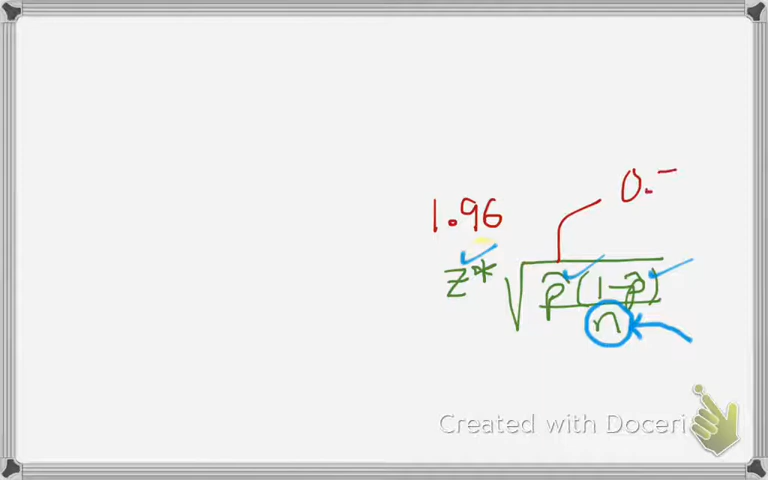 0.
1.96
z* √ p̂(1-p̂)
n
Created with Doceri